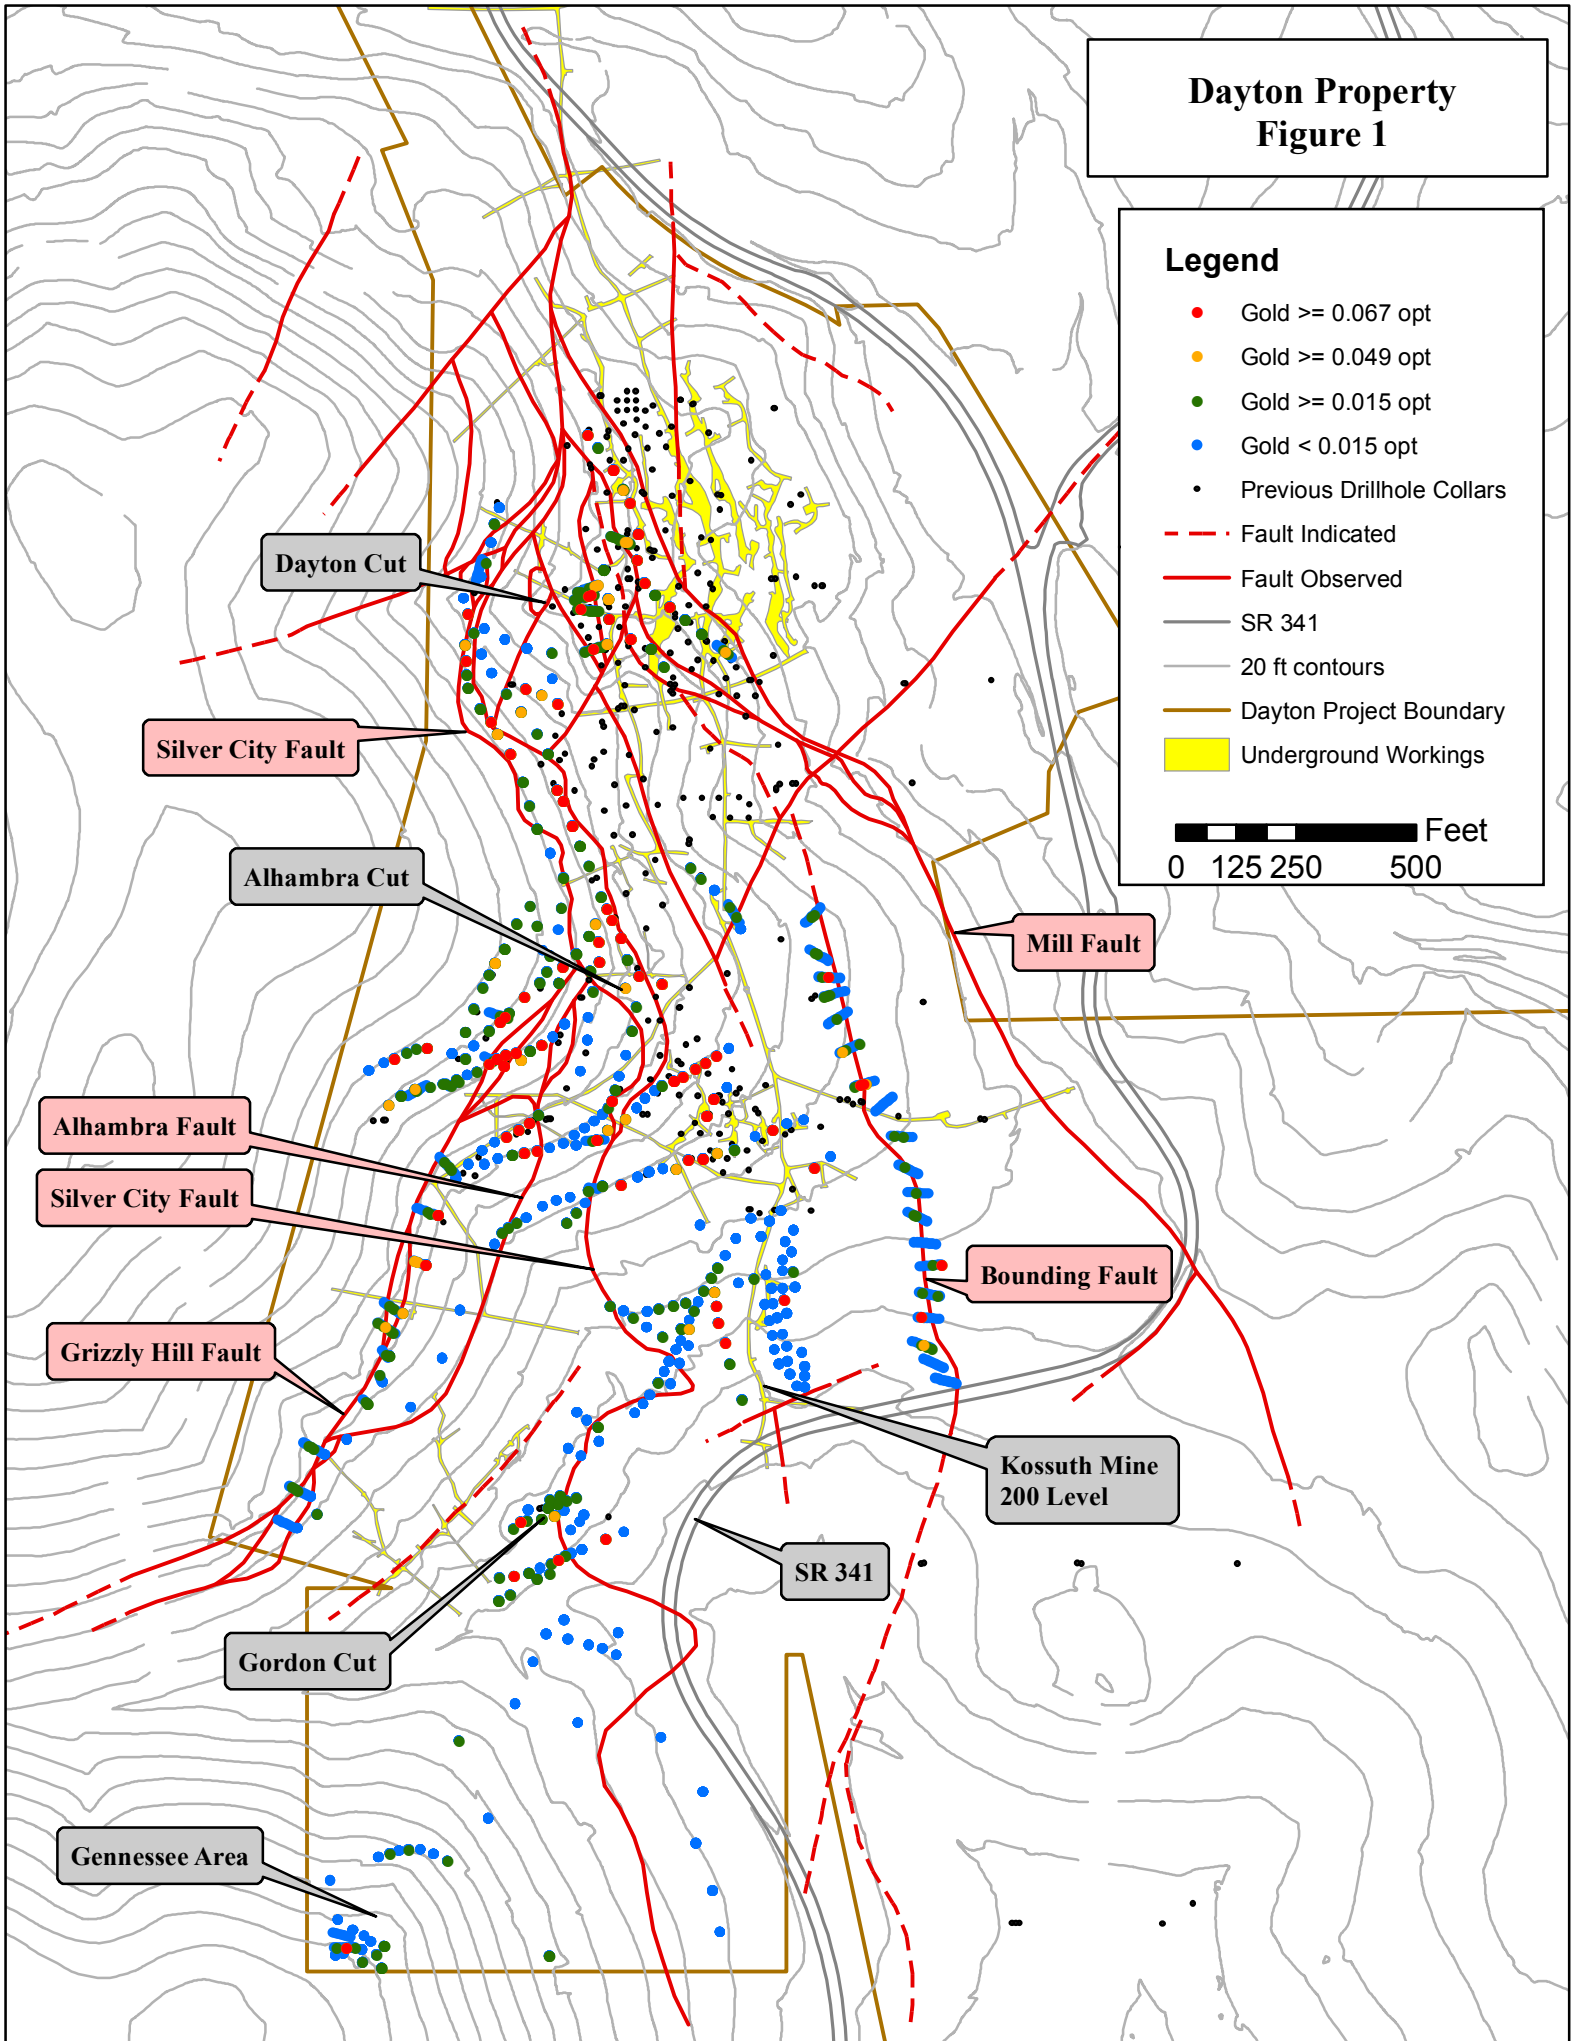 Dayton Property
Figure 1
Legend
Gold >= 0.067 opt
Gold >= 0.049 opt
Gold >= 0.015 opt
Gold < 0.015 opt
Previous Drillhole Collars
Fault Indicated
Fault Observed
SR 341
20 ft contours
Dayton Project Boundary
Underground Workings
Feet
0 125 250 500
Dayton Cut
Silver City Fault
Alhambra Cut
Mill Fault
Alhambra Fault
Silver City Fault
Bounding Fault
Grizzly Hill Fault
Kossuth Mine
200 Level
SR 341
Gordon Cut
Gennessee Area